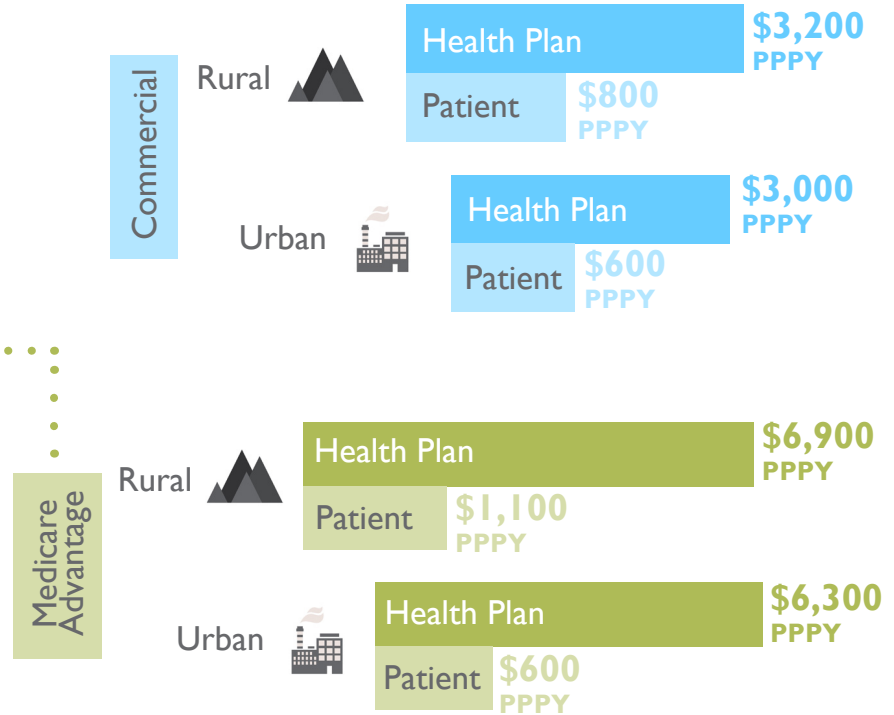 Commercial
Rural
Health Plan
$3,200
PPPY
Patient
$800
PPPY
Urban
Health Plan
$3,000
PPPY
Patient
$600
PPPY
Medicare
Advantage
Rural
Health Plan
$6,900
PPPY
Patient
$1,100
PPPY
Urban
Health Plan
$6,300
PPPY
Patient
$600
PPPY